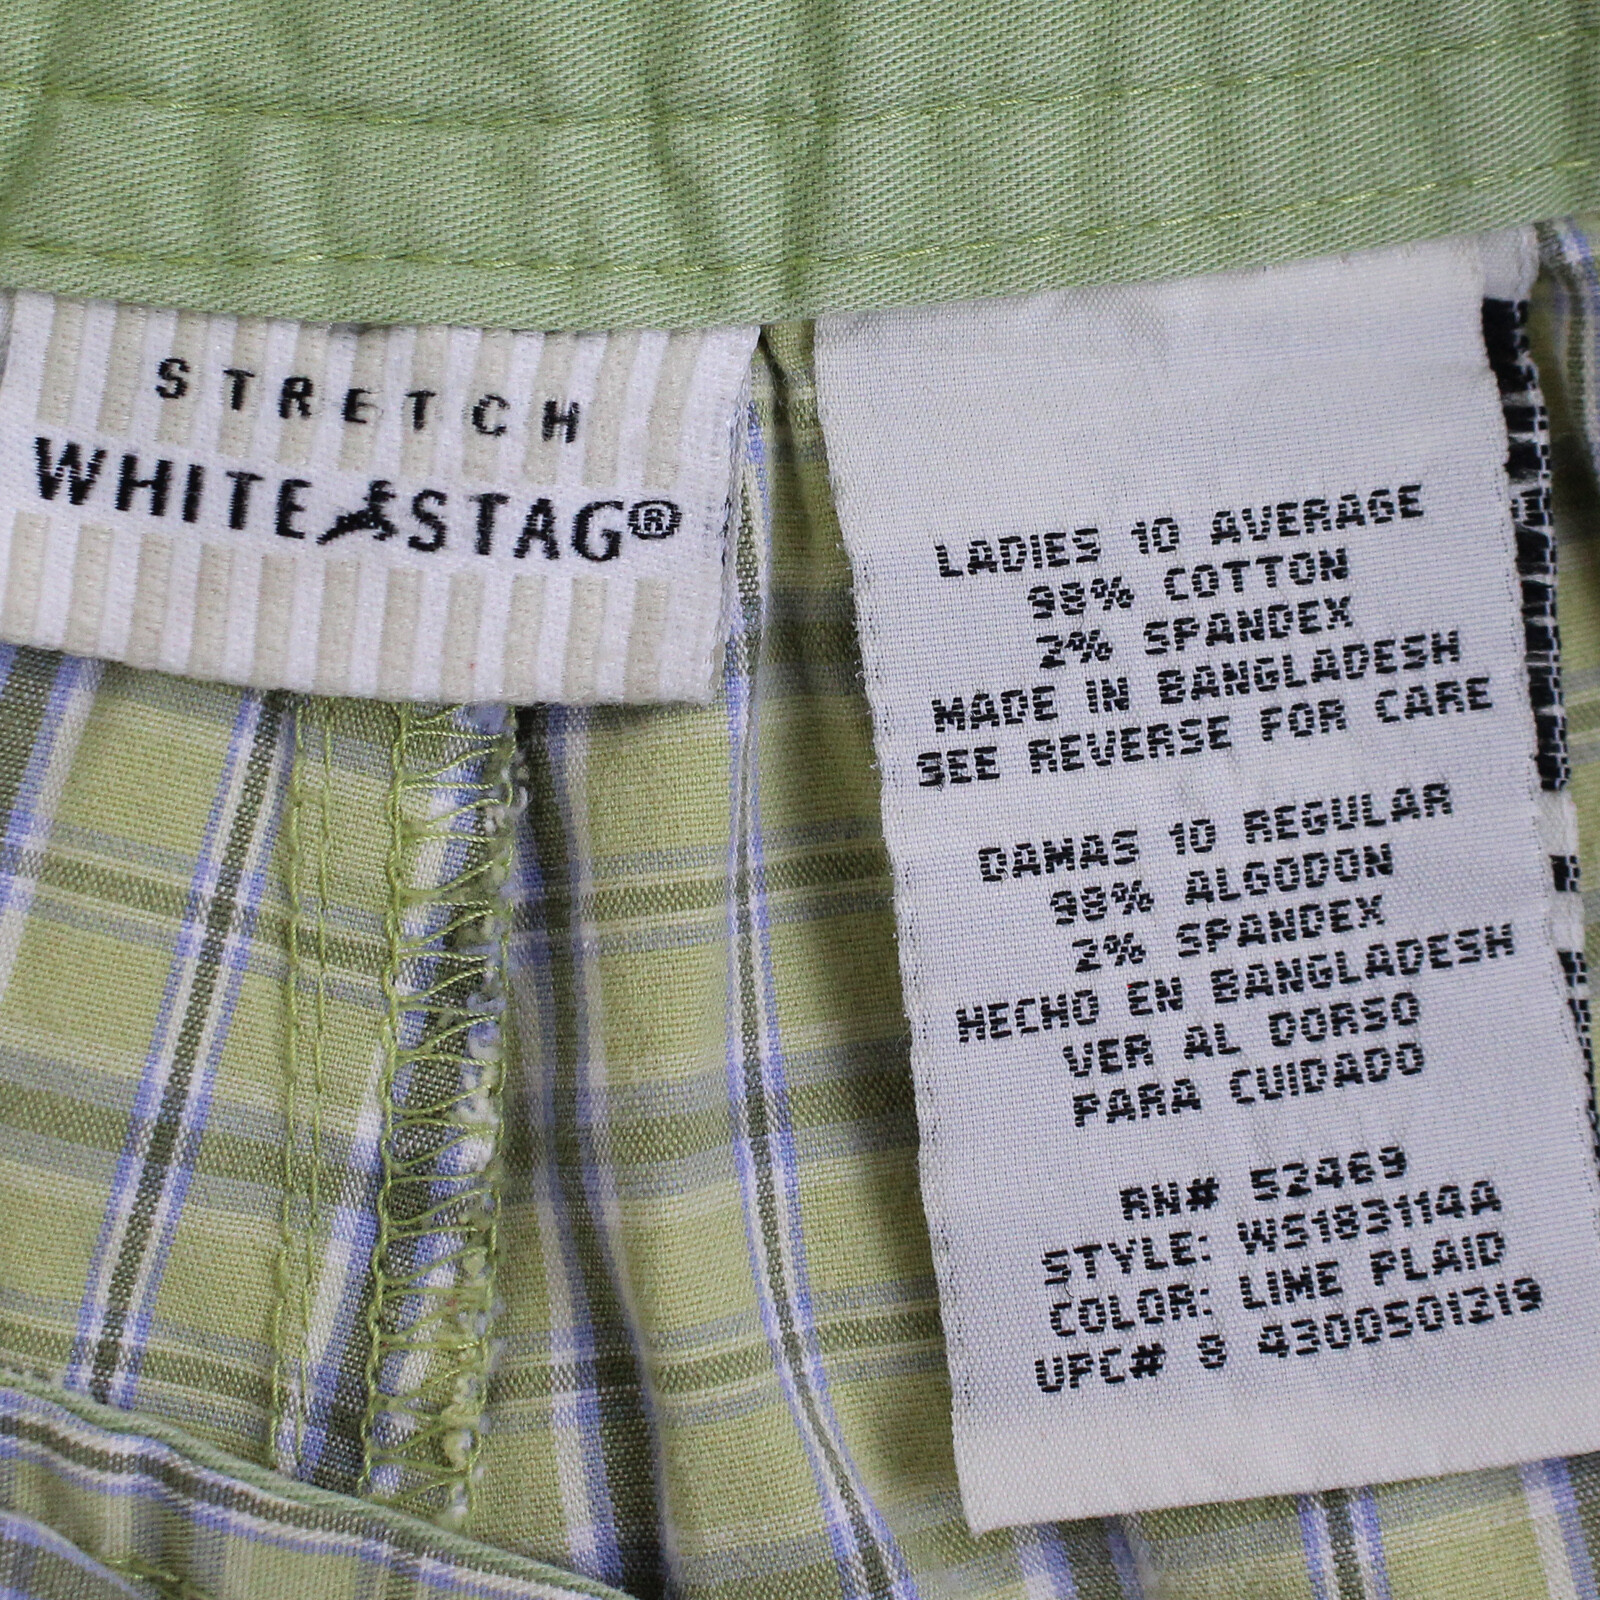 STRETCH
WHITE STAG®
LADIES 10 AVERAGE
98% COTTON
2% SPANDEX
MADE IN BANGLADESH
SEE REVERSE FOR CARE
DAMAS 10 REGULAR
98% ALGODON
2% SPANDEX
HECHO EN BANGLADESH
VER AL DORSO
PARA CUIDADO
RN# 52469
STYLE: WS183114A
COLOR: LIME PLAID
UPC# 8 4300501219